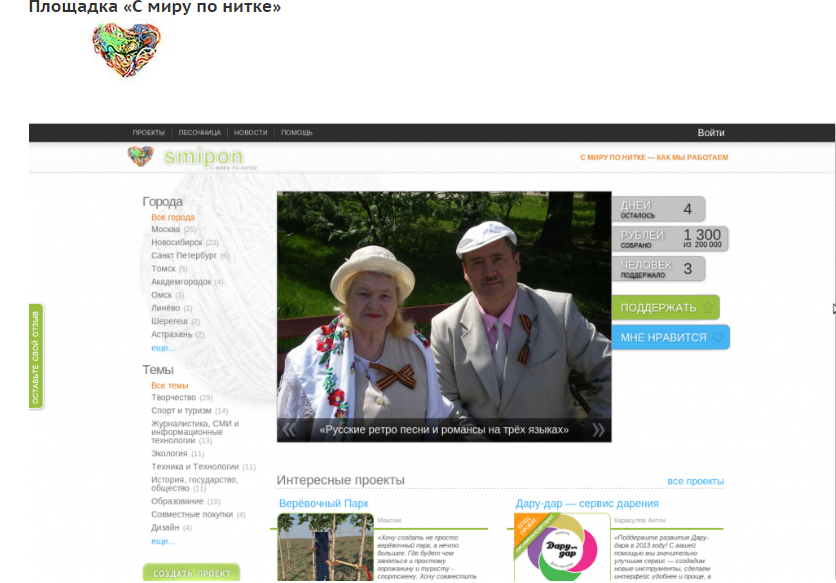 Площадка «С миру по нитке»
ПРОЕКТЫ
ПЕСОЧНИЦА
НОВОСТИ
ПОМОЩЬ
Войти
smipon
с миру по нитке
С МИРУ ПО НИТКЕ — КАК МЫ РАБОТАЕМ
Города
Все города
Москва (25)
Новосибирск (23)
Санкт Петербург (6)
Томск (5)
Академгородок (4)
Омск (3)
Линёво (2)
Шерегеш (2)
Астрахань (2)
еще...
Темы
Все темы
Творчество (29)
Спорт и туризм (14)
Журналистика, СМИ и
информационные
технологии (13)
Экология (11)
Техника и Технологии (11)
История, государство,
общество (11)
Образование (10)
Совместные покупки (4)
Дизайн (4)
еще...
СОЗДАТЬ ПРОЕКТ
ОСТАВЬТЕ СВОЙ ОТЗЫВ
«Русские ретро песни и романсы на трёх языках»
ДНЕЙ
ОСТАЛОСЬ
4
РУБЛЕЙ
СОБРАНО
1 300
ИЗ 200 000
ЧЕЛОВЕК
ПОДДЕРЖАЛО
3
ПОДДЕРЖАТЬ
МНЕ НРАВИТСЯ
Интересные проекты
все проекты
Верёвочный Парк
Максим
«Хочу создать не просто
верёвочный парк, а нечто
большее. Где будет чем
заняться и простому
горожанину и туристу -
спортсмену. Хочу совместить
Дару-дар — сервис дарения
Каракулов Антон
«Поддержите развитие Дару-
дара в 2013 году! С вашей
помощью мы значительно
улучшим сервис — создадим
новые инструменты, сделаем
интерфейс удобнее и проще, а
Дару
дар